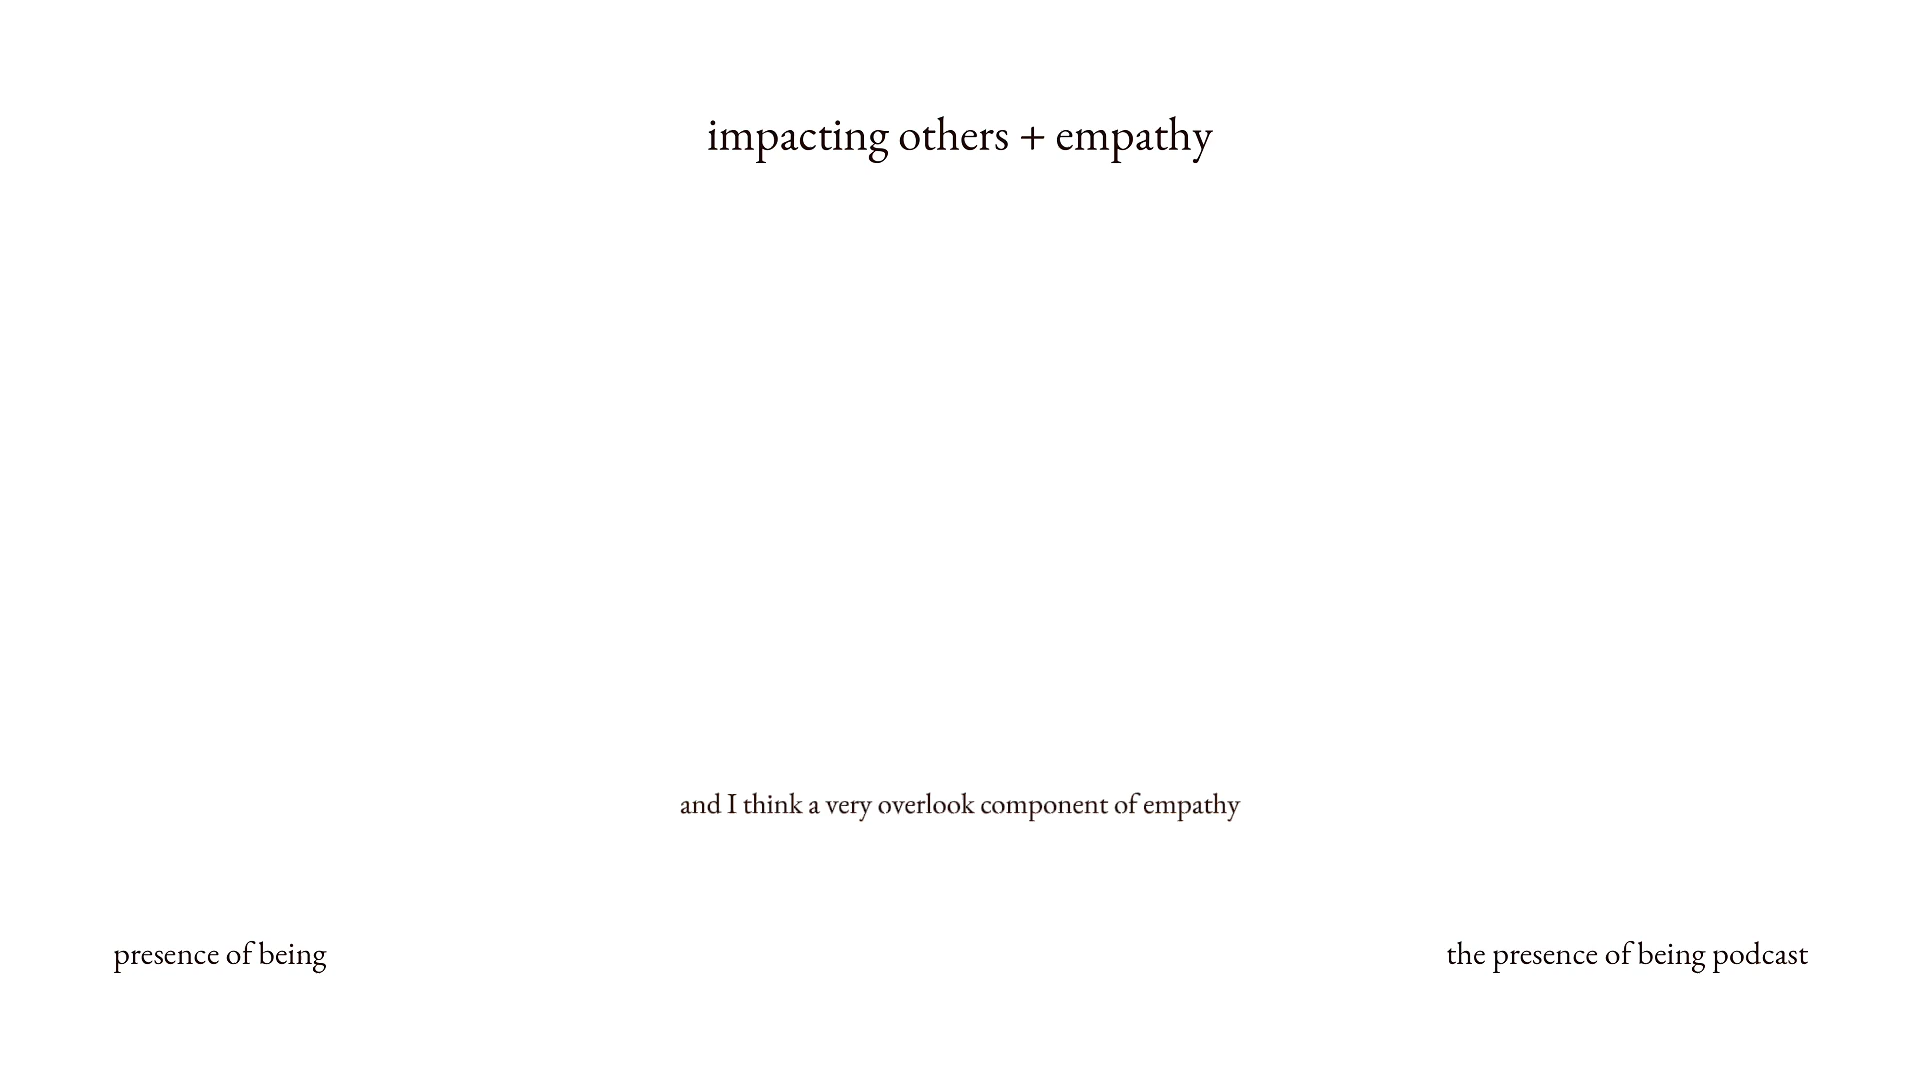 impacting others + empathy
and I think a very overlook component of empathy
presence of being
the presence of being podcast